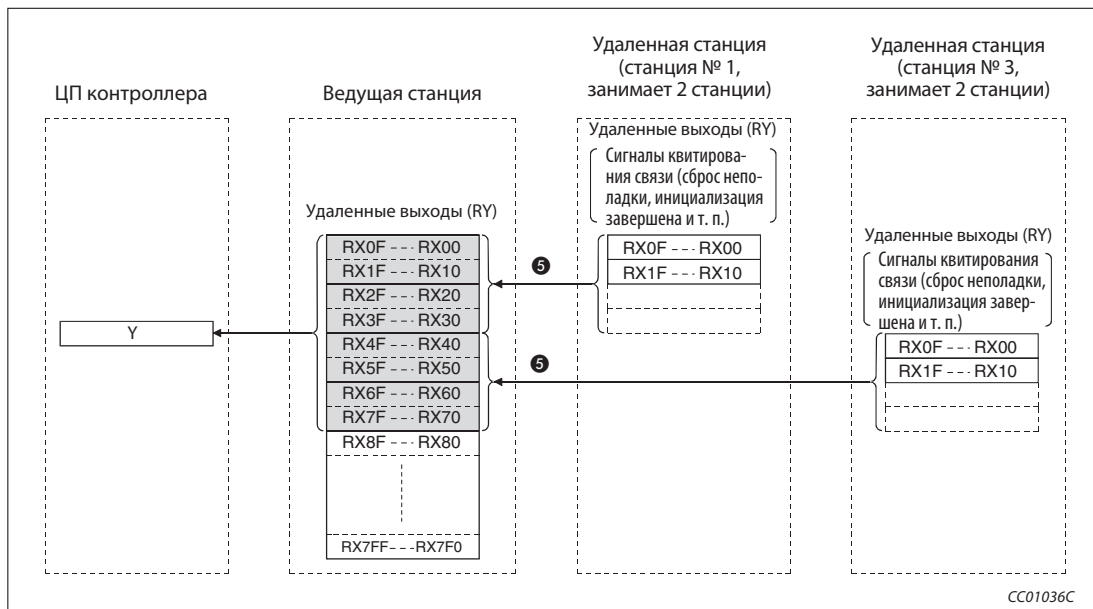 ЦП контроллера
Ведущая станция
Удаленная станция
(станция № 1,
занимает 2 станции)
Удаленная станция
(станция № 3,
занимает 2 станции)
Удаленные выходы (RY)
Сигналы квитирова-
ния связи (сброс непо-
ладки, инициализация
завершена и т. п.)
Удаленные выходы (RY)
RX0F --- RX00
RX1F --- RX10
RX2F --- RX20
RX3F --- RX30
RX4F --- RX40
RX5F --- RX50
RX6F --- RX60
RX7F --- RX70
RX8F --- RX80
RX7FF---RX7F0
5
RX0F --- RX00
RX1F --- RX10
Удаленные выходы (RY)
Сигналы квитирования
связи (сброс неполадки,
инициализация завер-
шена и т. п.)
Y
5
RX0F --- RX00
RX1F --- RX10
CC01036C